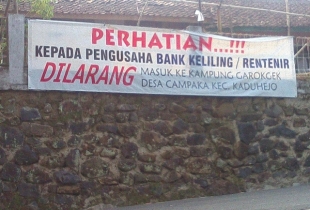 PERHATIAN...!!!
KEPADA PENGUSAHA BANK KELILING / RENTENIR
DILARANG MASUK KE KAMPUNG GAROKGEK
DESA CAMPAKA KEC. KADUHEJO